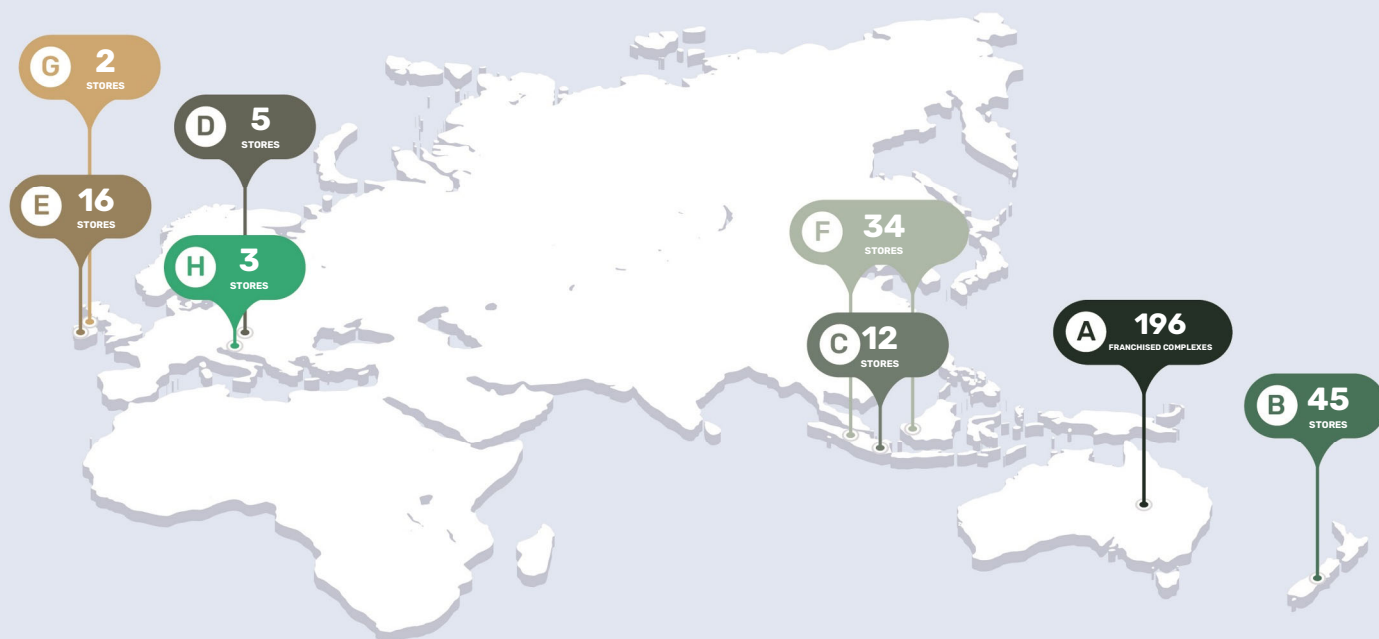 G 2
STORES
D 5
STORES
E 16
STORES
H 3
STORES
F 34
STORES
C 12
STORES
A 196
FRANCHISED COMPLEXES
B 45
STORES